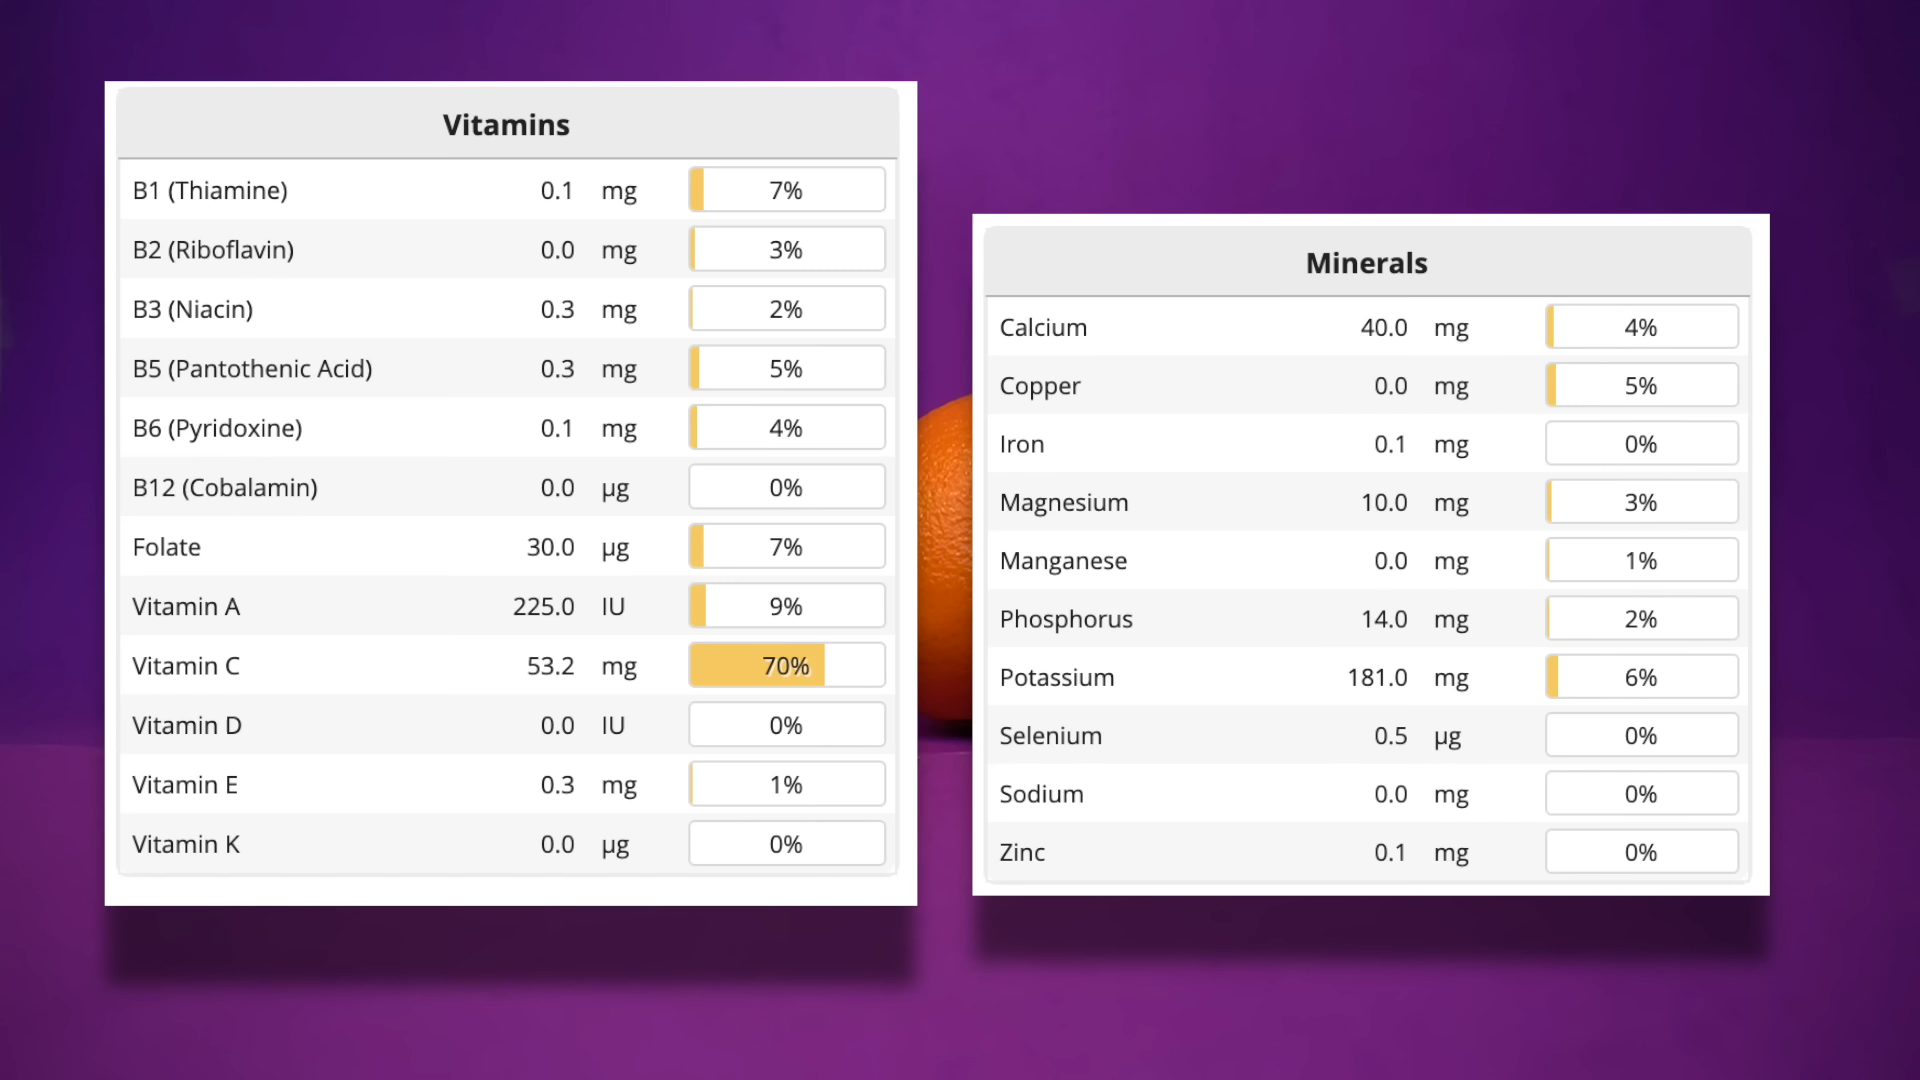 Vitamins
B1 (Thiamine) 0.1 mg 7%
B2 (Riboflavin) 0.0 mg 3%
B3 (Niacin) 0.3 mg 2%
B5 (Pantothenic Acid) 0.3 mg 5%
B6 (Pyridoxine) 0.1 mg 4%
B12 (Cobalamin) 0.0 µg 0%
Folate 30.0 µg 7%
Vitamin A 225.0 IU 9%
Vitamin C 53.2 mg 70%
Vitamin D 0.0 IU 0%
Vitamin E 0.3 mg 1%
Vitamin K 0.0 µg 0%
Minerals
Calcium 40.0 mg 4%
Copper 0.0 mg 5%
Iron 0.1 mg 0%
Magnesium 10.0 mg 3%
Manganese 0.0 mg 1%
Phosphorus 14.0 mg 2%
Potassium 181.0 mg 6%
Selenium 0.5 µg 0%
Sodium 0.0 mg 0%
Zinc 0.1 mg 0%